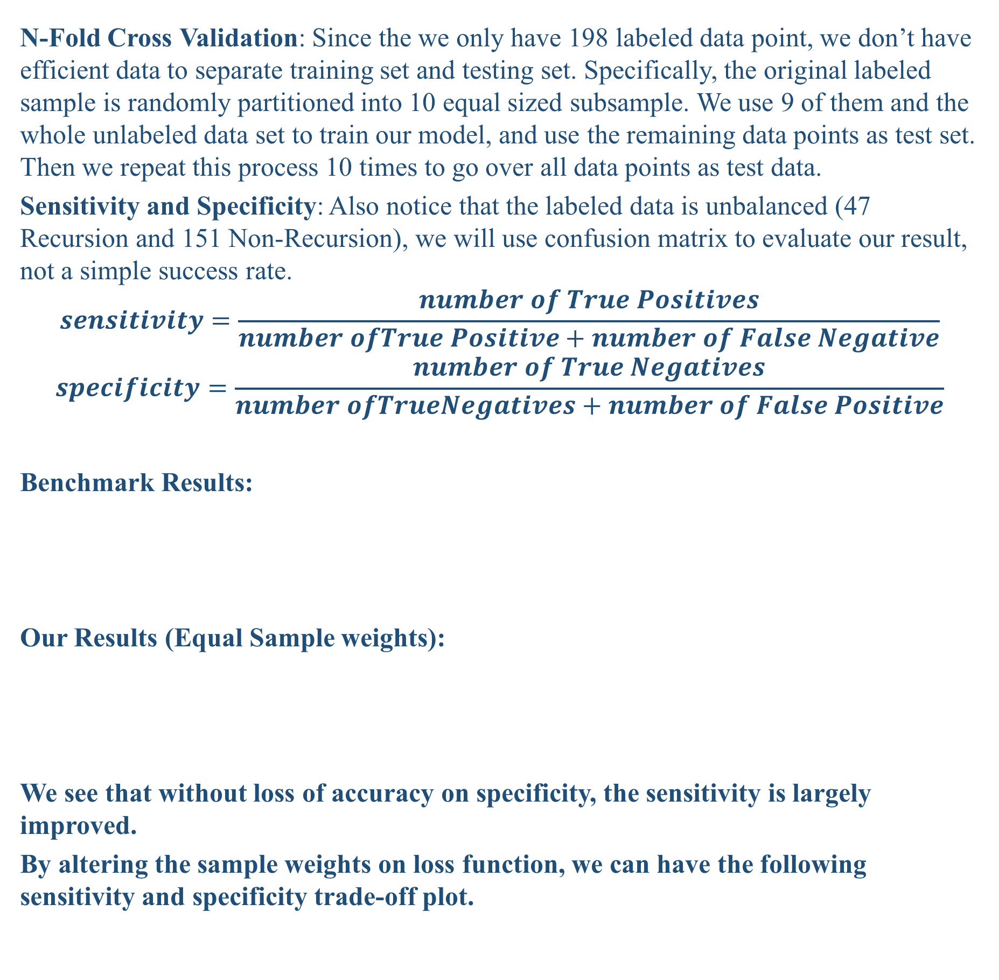 N-Fold Cross Validation: Since the we only have 198 labeled data point, we don’t have
efficient data to separate training set and testing set. Specifically, the original labeled
sample is randomly partitioned into 10 equal sized subsample. We use 9 of them and the
whole unlabeled data set to train our model, and use the remaining data points as test set.
Then we repeat this process 10 times to go over all data points as test data.
Sensitivity and Specificity: Also notice that the labeled data is unbalanced (47
Recursion and 151 Non-Recursion), we will use confusion matrix to evaluate our result,
not a simple success rate.
number of True Positives
sensitivity =
number ofTrue Positive + number of False Negative
number of True Negatives
specificity =
number ofTrueNegatives + number of False Positive
Benchmark Results:
Our Results (Equal Sample weights):
We see that without loss of accuracy on specificity, the sensitivity is largely
improved.
By altering the sample weights on loss function, we can have the following
sensitivity and specificity trade-off plot.